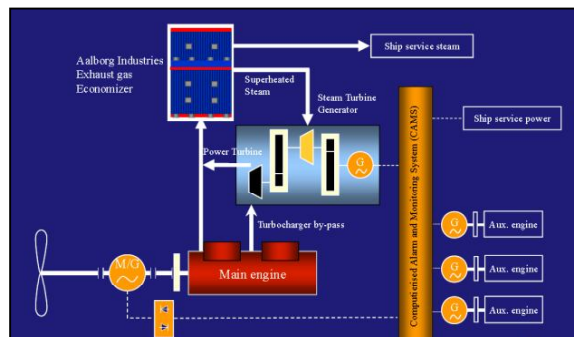 Aalborg Industries
Exhaust gas
Economizer
Ship service steam
Superheated
Steam
Steam Turbine
Generator
Power Turbine
G
Turbocharger by-pass
Main engine
M/G
Computerised Alarm and Monitoring System (CAMS)
Ship service power
G
Aux. engine
G
Aux. engine
G
Aux. engine